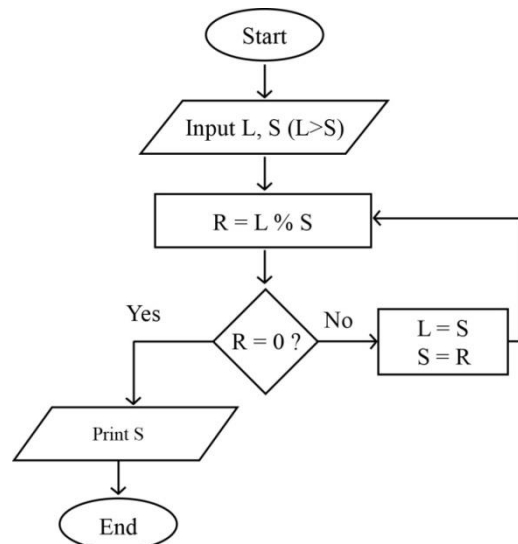 Start
Input L, S (L>S)
R = L % S
R = 0 ?
Yes
No
L = S
S = R
Print S
End